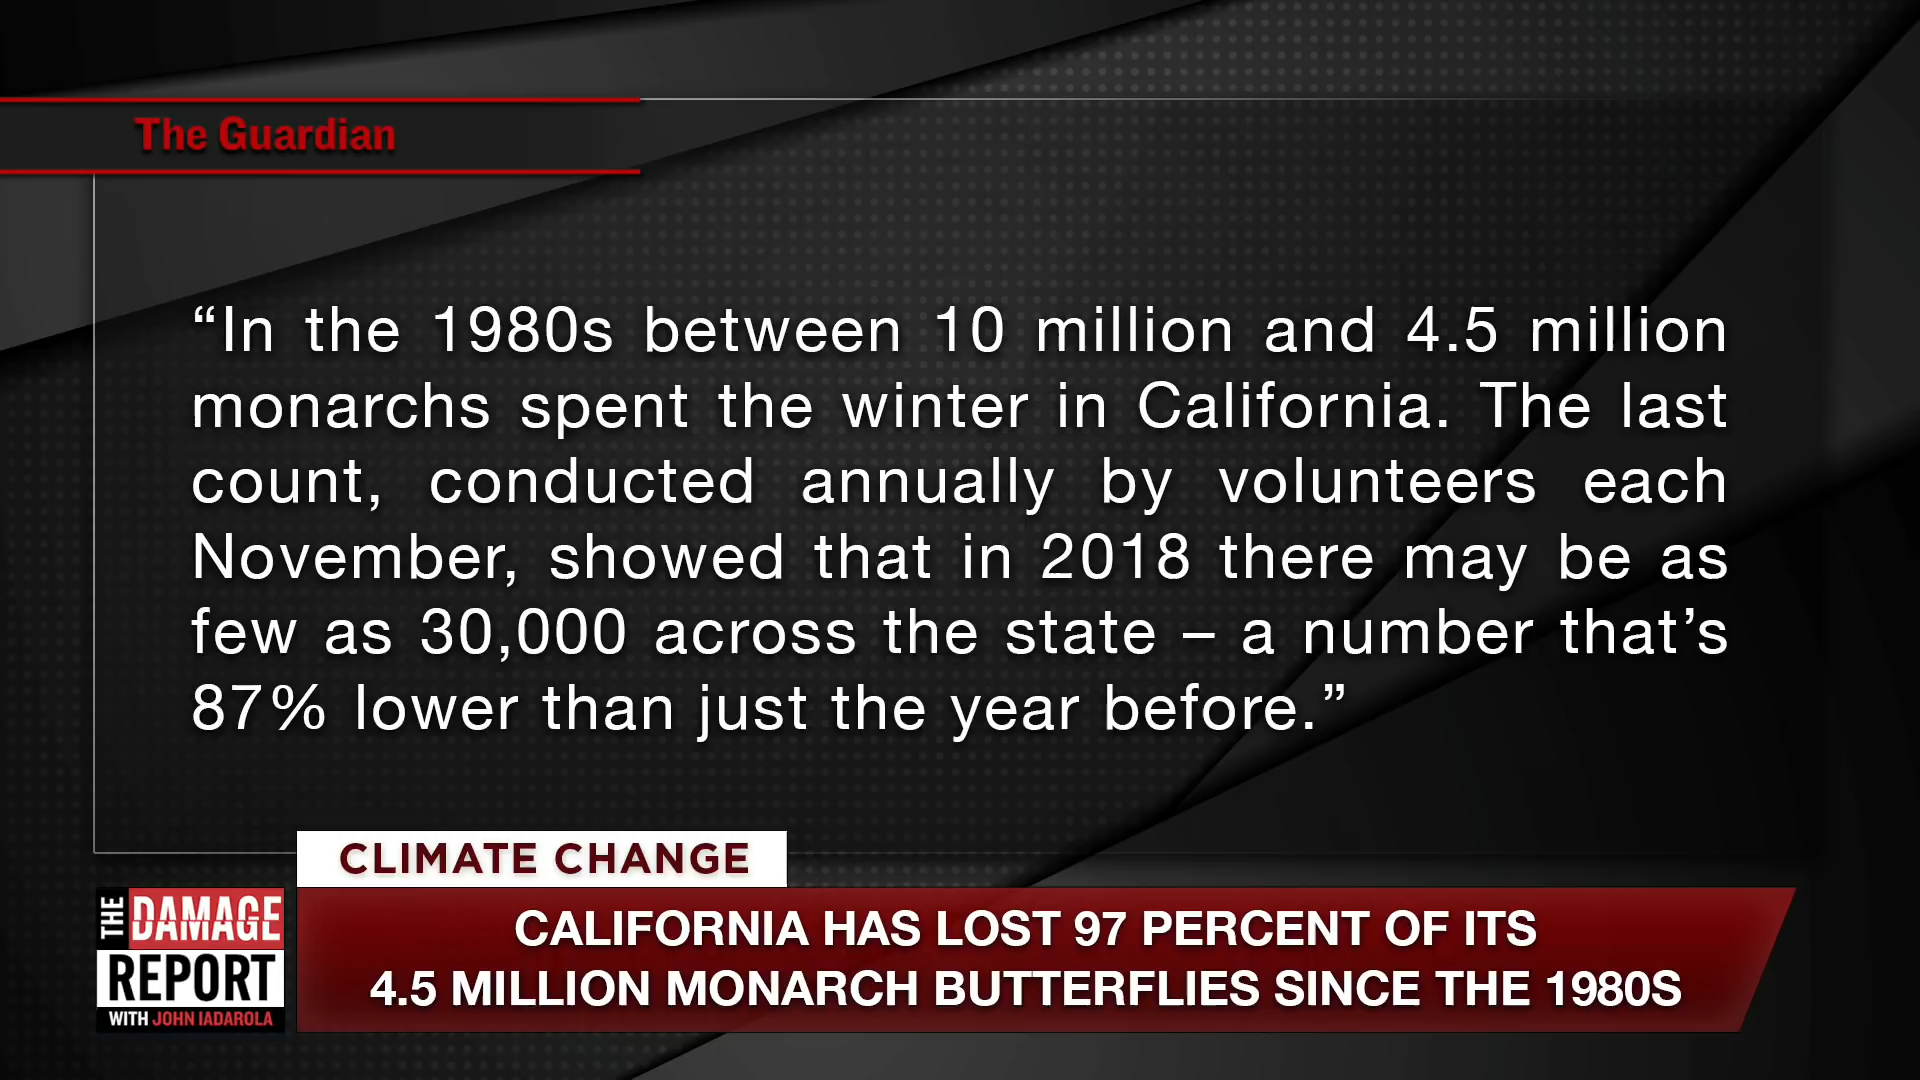 The Guardian
“In the 1980s between 10 million and 4.5 million
monarchs spent the winter in California. The last
count, conducted annually by volunteers each
November, showed that in 2018 there may be as
few as 30,000 across the state – a number that’s
87% lower than just the year before.”
CLIMATE CHANGE
THE DAMAGE
REPORT
WITH JOHN IADAROLA
CALIFORNIA HAS LOST 97 PERCENT OF ITS
4.5 MILLION MONARCH BUTTERFLIES SINCE THE 1980S